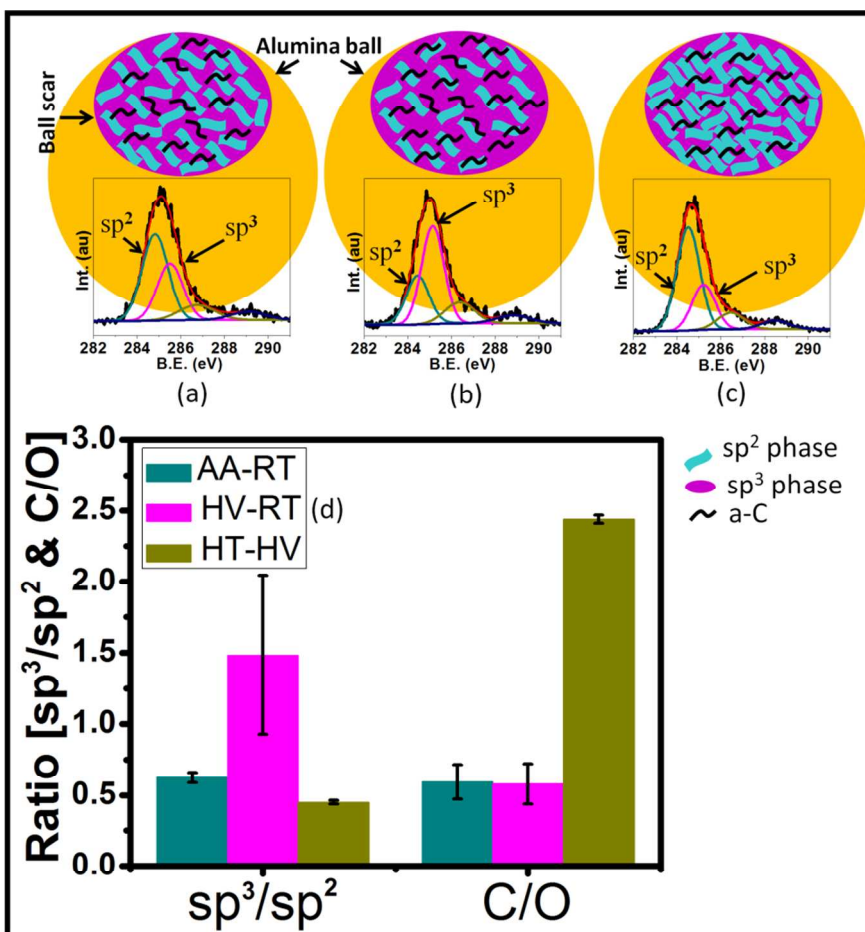 Alumina ball
Ball scar
sp²
sp³
Int. (au)
282 284 286 288 290
B.E. (eV)
(a)
sp³
sp²
Int. (au)
282 284 286 288 290
B.E. (eV)
(b)
sp²
sp³
Int. (au)
282 284 286 288 290
B.E. (eV)
(c)
Ratio [sp³/sp² & C/O]
3.0
2.5
2.0
1.5
1.0
0.5
0.0
AA-RT
HV-RT (d)
HT-HV
sp³/sp² C/O
sp² phase
sp³ phase
a-C